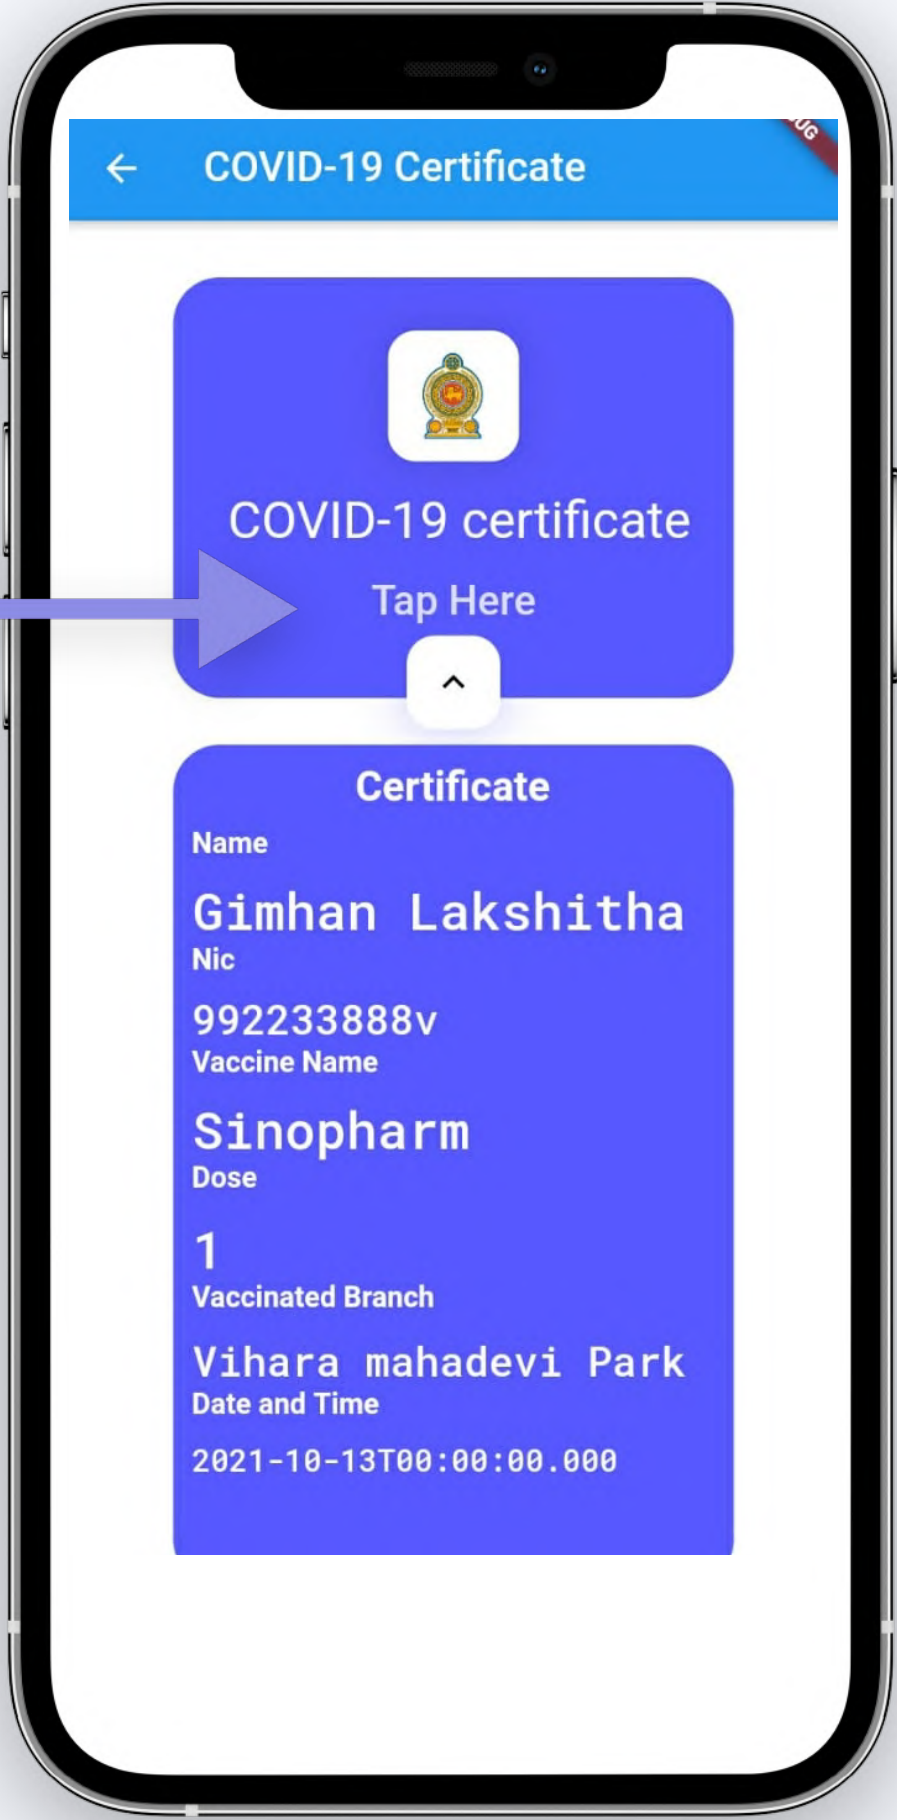 COVID-19 Certificate
COVID-19 certificate
Tap Here
Certificate
Name
Gimhan Lakshitha
Nic
992233888v
Vaccine Name
Sinopharm
Dose
1
Vaccinated Branch
Vihara mahadevi Park
Date and Time
2021-10-13T00:00:00.000